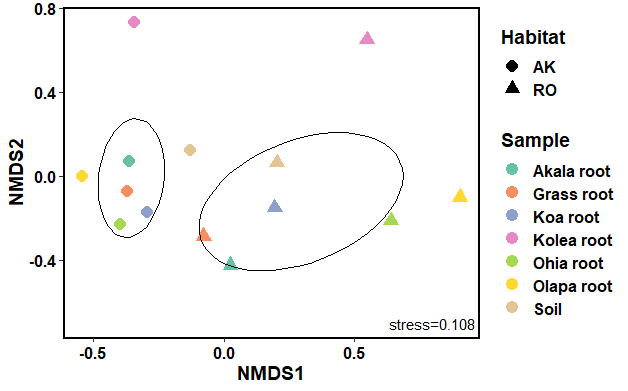 0.8
0.4
0.0
-0.4
NMDS2
-0.5
0.0
0.5
NMDS1
stress=0.108
Habitat
AK
RO
Sample
Akala root
Grass root
Koa root
Kolea root
Ohia root
Olapa root
Soil